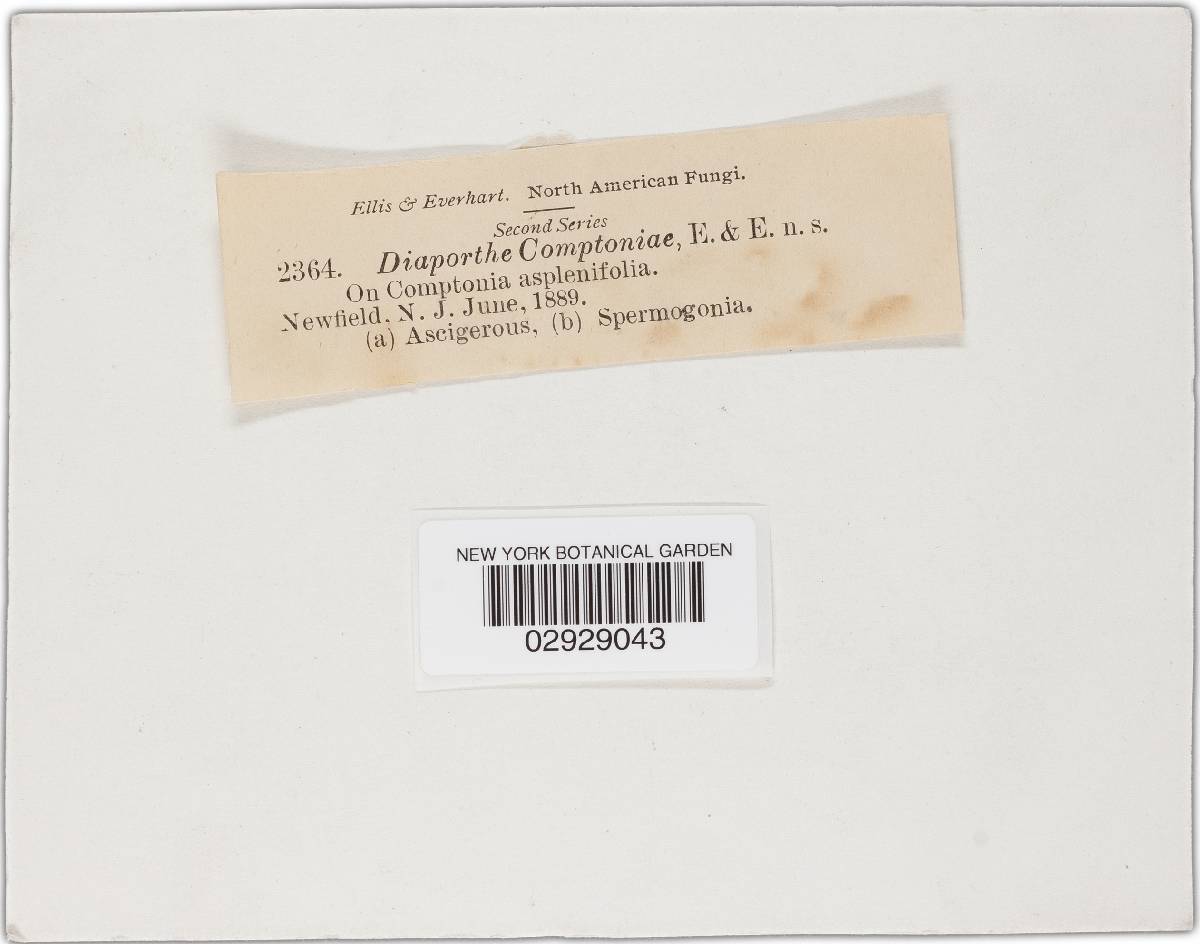 Ellis & Everhart. North American Fungi.
Second Series
2364. Diaporthe Comptoniae, E. & E. n. s.
On Comptonia asplenifolia.
Newfield, N. J. June, 1889.
(a) Ascigerous, (b) Spermogonia.
NEW YORK BOTANICAL GARDEN
02929043